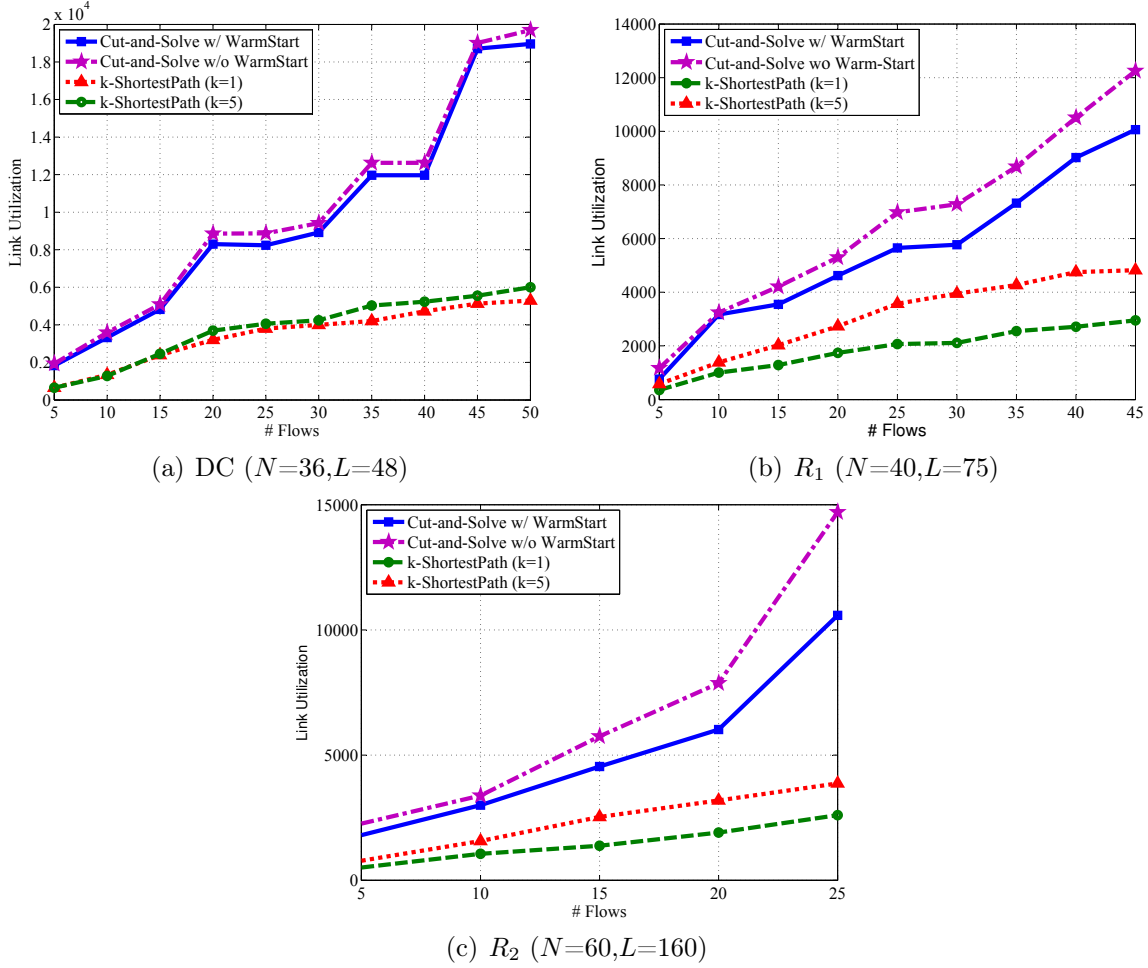 2 x 10^4
1.8
1.6
1.4
1.2
1
0.8
0.6
0.4
0.2
0
Link Utilization
Cut-and-Solve w/ WarmStart
Cut-and-Solve w/o WarmStart
k-ShortestPath (k=1)
k-ShortestPath (k=5)
5 10 15 20 25 30 35 40 45 50
# Flows
(a) DC (N=36,L=48)
14000
12000
10000
8000
6000
4000
2000
0
Link Utilization
Cut-and-Solve w/ WarmStart
Cut-and-Solve wo Warm-Start
k-ShortestPath (k=1)
k-ShortestPath (k=5)
5 10 15 20 25 30 35 40 45
# Flows
(b) R1 (N=40,L=75)
15000
10000
5000
0
Link Utilization
Cut-and-Solve w/ WarmStart
Cut-and-Solve w/o WarmStart
k-ShortestPath (k=1)
k-ShortestPath (k=5)
5 10 15 20 25
# Flows
(c) R2 (N=60,L=160)